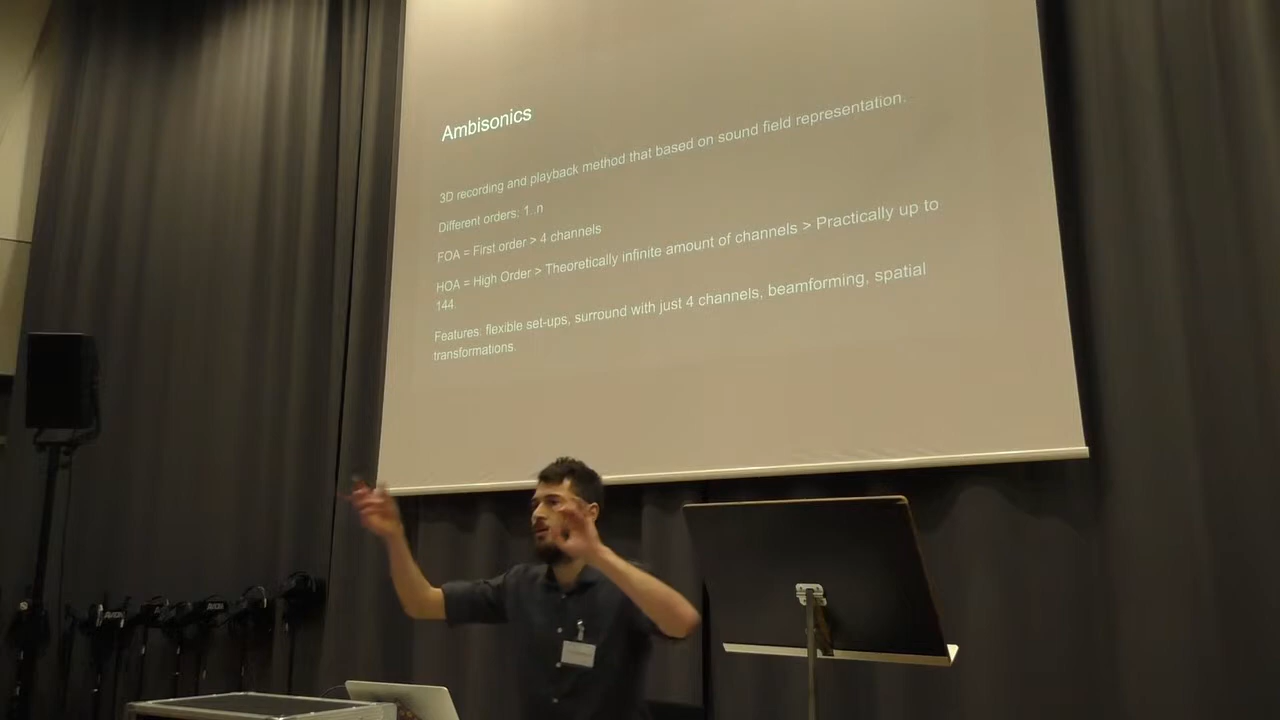 Ambisonics
3D recording and playback method that based on sound field representation.
Different orders: 1..n
FOA = First order > 4 channels
HOA = High Order > Theoretically infinite amount of channels > Practically up to
144.
Features: flexible set-ups, surround with just 4 channels, beamforming, spatial
transformations.